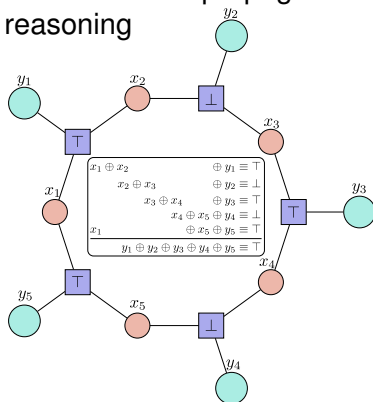 reasoning
y₂
y₁
x₂
⊥
⊤
x₃
x₁ ⊕ x₂ ⊕ y₁ ≡ ⊤
x₂ ⊕ x₃ ⊕ y₂ ≡ ⊥
x₃ ⊕ x₄ ⊕ y₃ ≡ ⊤
x₄ ⊕ x₅ ⊕ y₄ ≡ ⊥
x₁ ⊕ x₅ ⊕ y₅ ≡ ⊤
y₁ ⊕ y₂ ⊕ y₃ ⊕ y₄ ⊕ y₅ ≡ ⊤
x₁
⊤
y₃
x₄
⊤
y₅
x₅
⊥
y₄